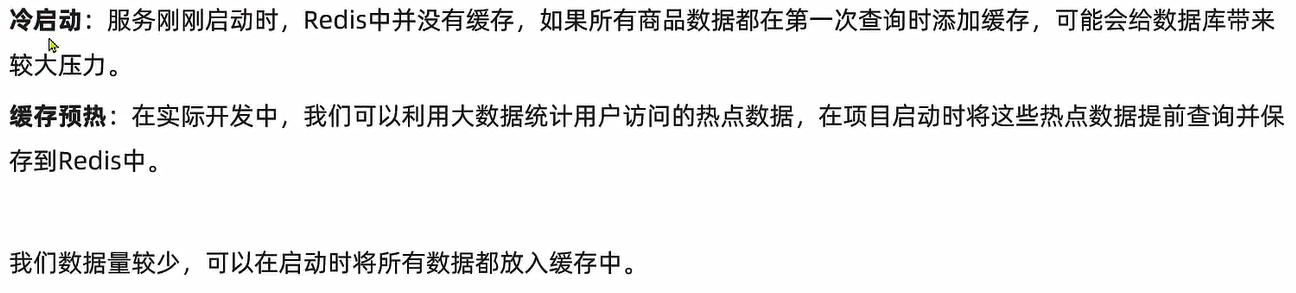 冷启动：服务刚刚启动时，Redis中并没有缓存，如果所有商品数据都在第一次查询时添加缓存，可能会给数据库带来
较大压力。
缓存预热：在实际开发中，我们可以利用大数据统计用户访问的热点数据，在项目启动时将这些热点数据提前查询并保
存到Redis中。
我们数据量较少，可以在启动时将所有数据都放入缓存中。